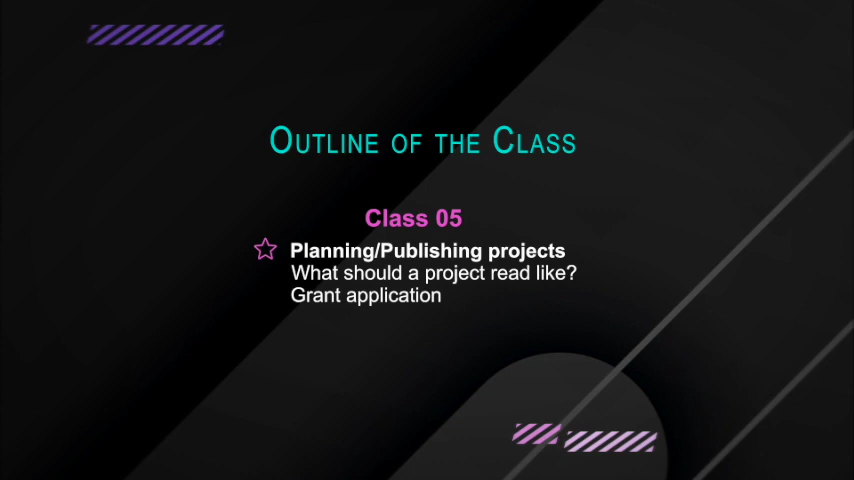 Outline of the Class
Class 05
Planning/Publishing projects
What should a project read like?
Grant application